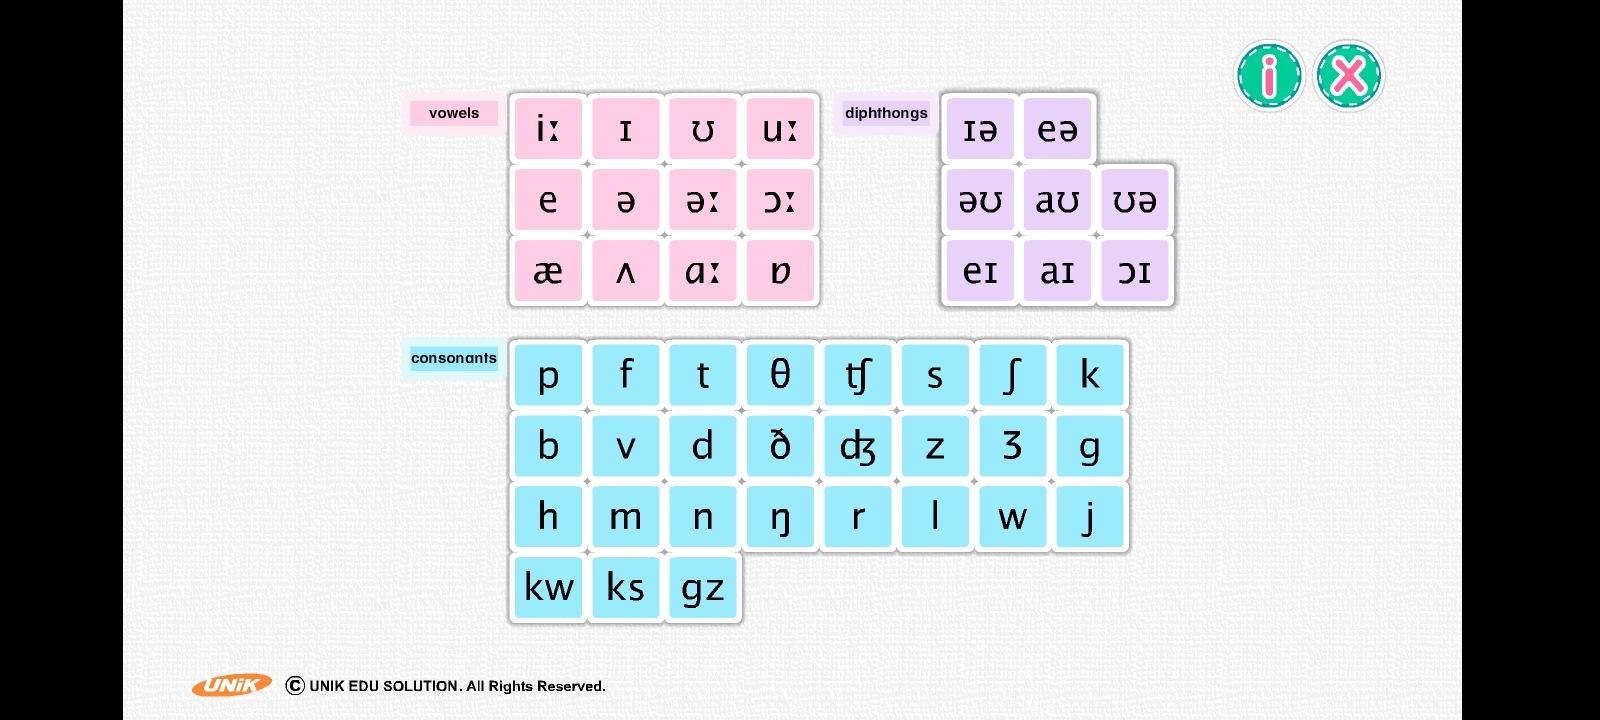 vowels
iː ɪ ʊ uː
e ə əː ɔː
æ ʌ ɑː ɒ
diphthongs
ɪə eə
əʊ aʊ ʊə
eɪ aɪ ɔɪ
consonants
p f t θ ʧ s ʃ k
b v d ð ʤ z ʒ g
h m n ŋ r l w j
kw ks gz
i X
UNiK © UNIK EDU SOLUTION. All Rights Reserved.